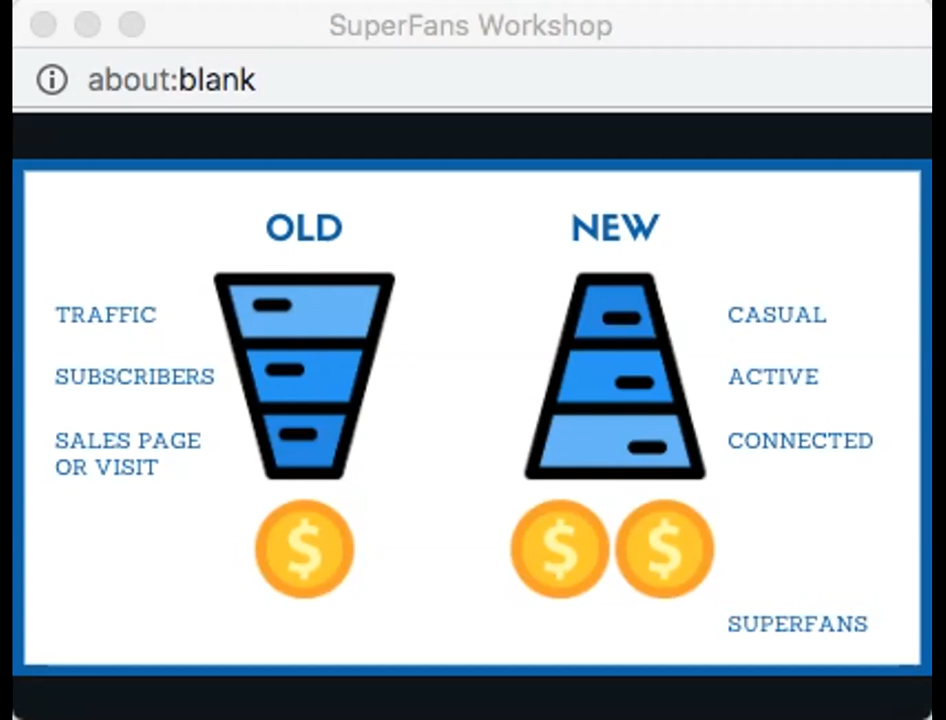 SuperFans Workshop
about:blank
OLD
NEW
TRAFFIC
SUBSCRIBERS
SALES PAGE
OR VISIT
CASUAL
ACTIVE
CONNECTED
$
$ $
SUPERFANS